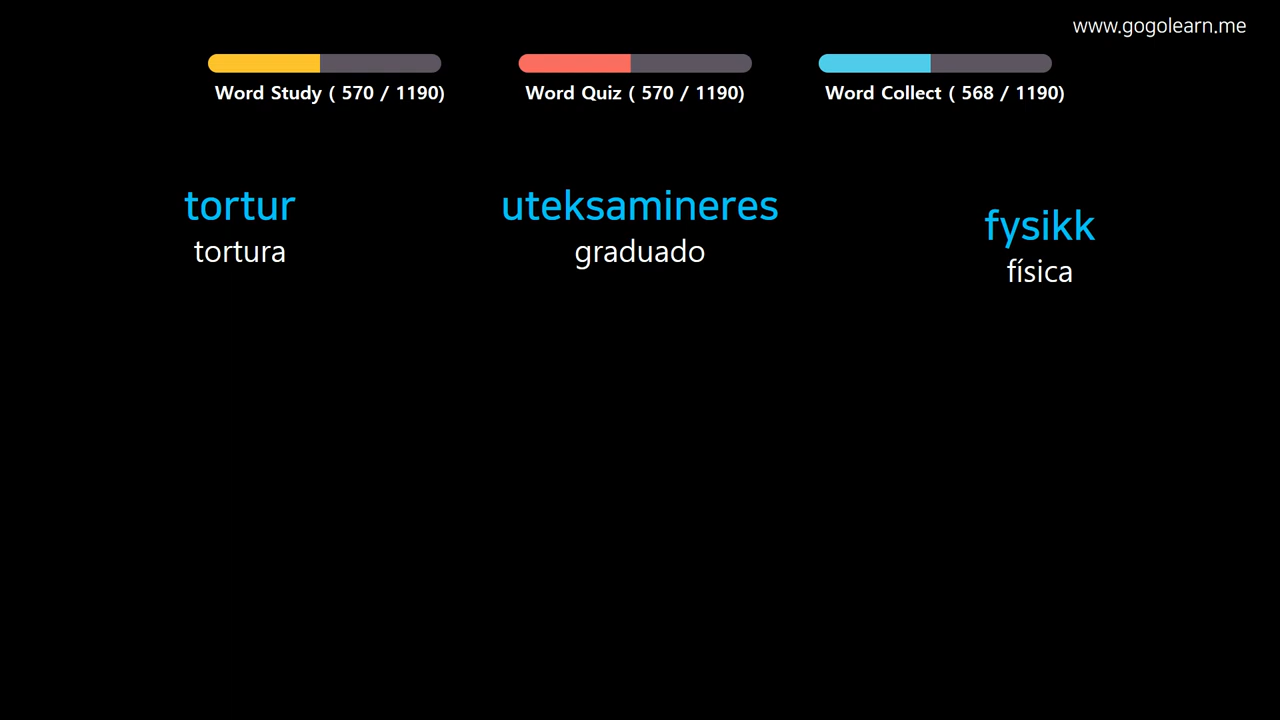 www.gogolearn.me
Word Study ( 570 / 1190)
Word Quiz ( 570 / 1190)
Word Collect ( 568 / 1190)
tortur
tortura
uteksamineres
graduado
fysikk
física